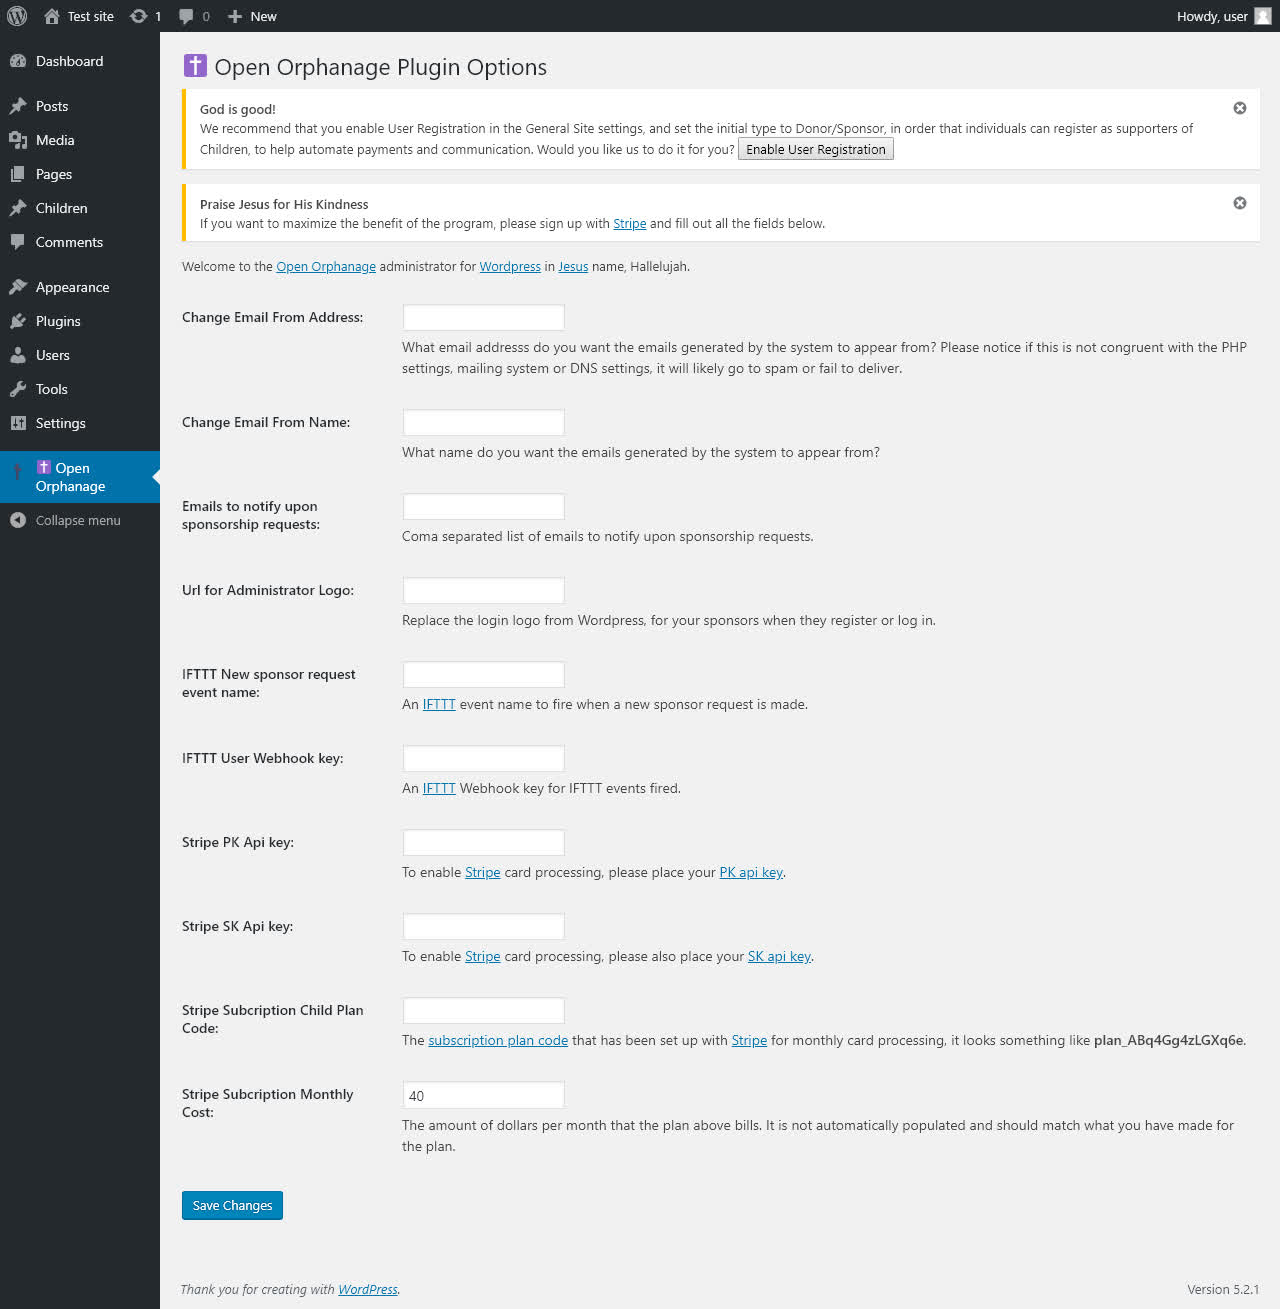 Test site 1 0 New Howdy, user
Dashboard
Posts
Media
Pages
Children
Comments
Appearance
Plugins
Users
Tools
Settings
Open
Orphanage
Collapse menu
Open Orphanage Plugin Options
God is good!
We recommend that you enable User Registration in the General Site settings, and set the initial type to Donor/Sponsor, in order that individuals can register as supporters of
Children, to help automate payments and communication. Would you like us to do it for you? Enable User Registration
Praise Jesus for His Kindness
If you want to maximize the benefit of the program, please sign up with Stripe and fill out all the fields below.
Welcome to the Open Orphanage administrator for Wordpress in Jesus name, Hallelujah.
Change Email From Address:
What email addresss do you want the emails generated by the system to appear from? Please notice if this is not congruent with the PHP
settings, mailing system or DNS settings, it will likely go to spam or fail to deliver.
Change Email From Name:
What name do you want the emails generated by the system to appear from?
Emails to notify upon
sponsorship requests:
Coma separated list of emails to notify upon sponsorship requests.
Url for Administrator Logo:
Replace the login logo from Wordpress, for your sponsors when they register or log in.
IFTTT New sponsor request
event name:
An IFTTT event name to fire when a new sponsor request is made.
IFTTT User Webhook key:
An IFTTT Webhook key for IFTTT events fired.
Stripe PK Api key:
To enable Stripe card processing, please place your PK api key.
Stripe SK Api key:
To enable Stripe card processing, please also place your SK api key.
Stripe Subcription Child Plan
Code:
The subscription plan code that has been set up with Stripe for monthly card processing, it looks something like plan_ABq4Gg4zLGXq6e.
Stripe Subcription Monthly
Cost:
40
The amount of dollars per month that the plan above bills. It is not automatically populated and should match what you have made for
the plan.
Save Changes
Thank you for creating with WordPress.
Version 5.2.1